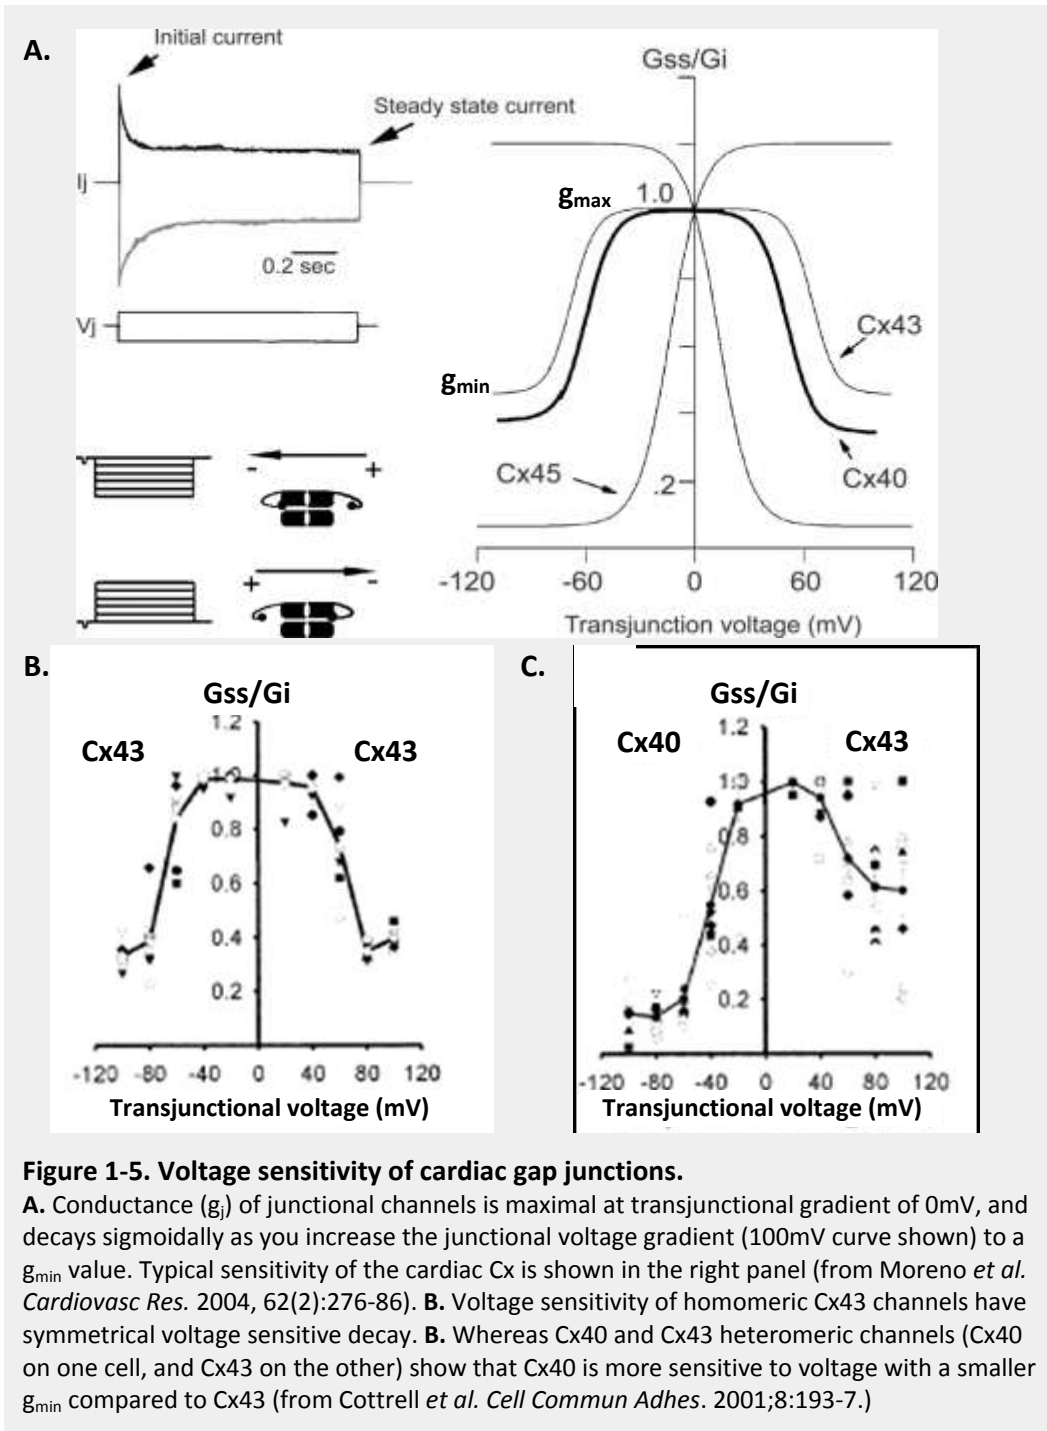 A.
Initial current
Steady state current
Ij
0.2 sec
Vj
- +
+ -
Gss/Gi
gmax 1.0
gmin
Cx43
Cx45
.2
Cx40
-120 -60 0 60 120
Transjunction voltage (mV)
B.
Gss/Gi
1.2
Cx43 Cx43
1.0
0.8
0.6
0.4
0.2
-120 -80 -40 0 40 80 120
Transjunctional voltage (mV)
C.
Gss/Gi
1.2
Cx40 Cx43
1.0
0.8
0.6
0.4
0.2
-120 -80 -40 0 40 80 120
Transjunctional voltage (mV)
Figure 1-5. Voltage sensitivity of cardiac gap junctions.
A. Conductance (gj) of junctional channels is maximal at transjunctional gradient of 0mV, and
decays sigmoidally as you increase the junctional voltage gradient (100mV curve shown) to a
gmin value. Typical sensitivity of the cardiac Cx is shown in the right panel (from Moreno et al.
Cardiovasc Res. 2004, 62(2):276-86). B. Voltage sensitivity of homomeric Cx43 channels have
symmetrical voltage sensitive decay. B. Whereas Cx40 and Cx43 heteromeric channels (Cx40
on one cell, and Cx43 on the other) show that Cx40 is more sensitive to voltage with a smaller
gmin compared to Cx43 (from Cottrell et al. Cell Commun Adhes. 2001;8:193-7.)